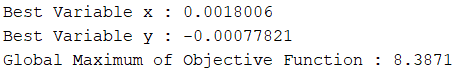 Best Variable x : 0.0018006
Best Variable y : -0.00077821
Global Maximum of Objective Function : 8.3871